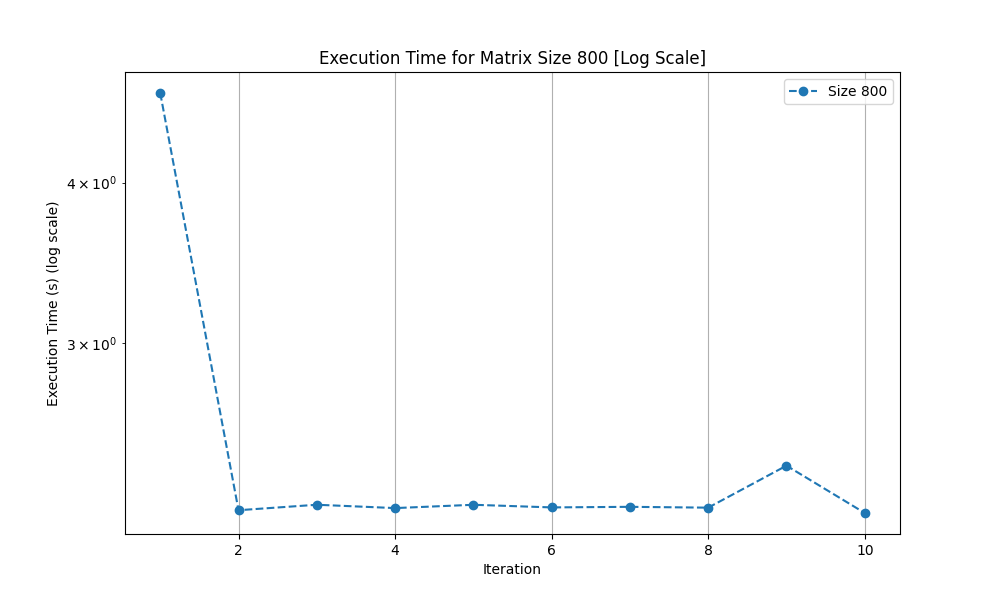 Execution Time for Matrix Size 800 [Log Scale]
Size 800
Execution Time (s) (log scale)
4 × 10⁰
3 × 10⁰
2 4 6 8 10
Iteration